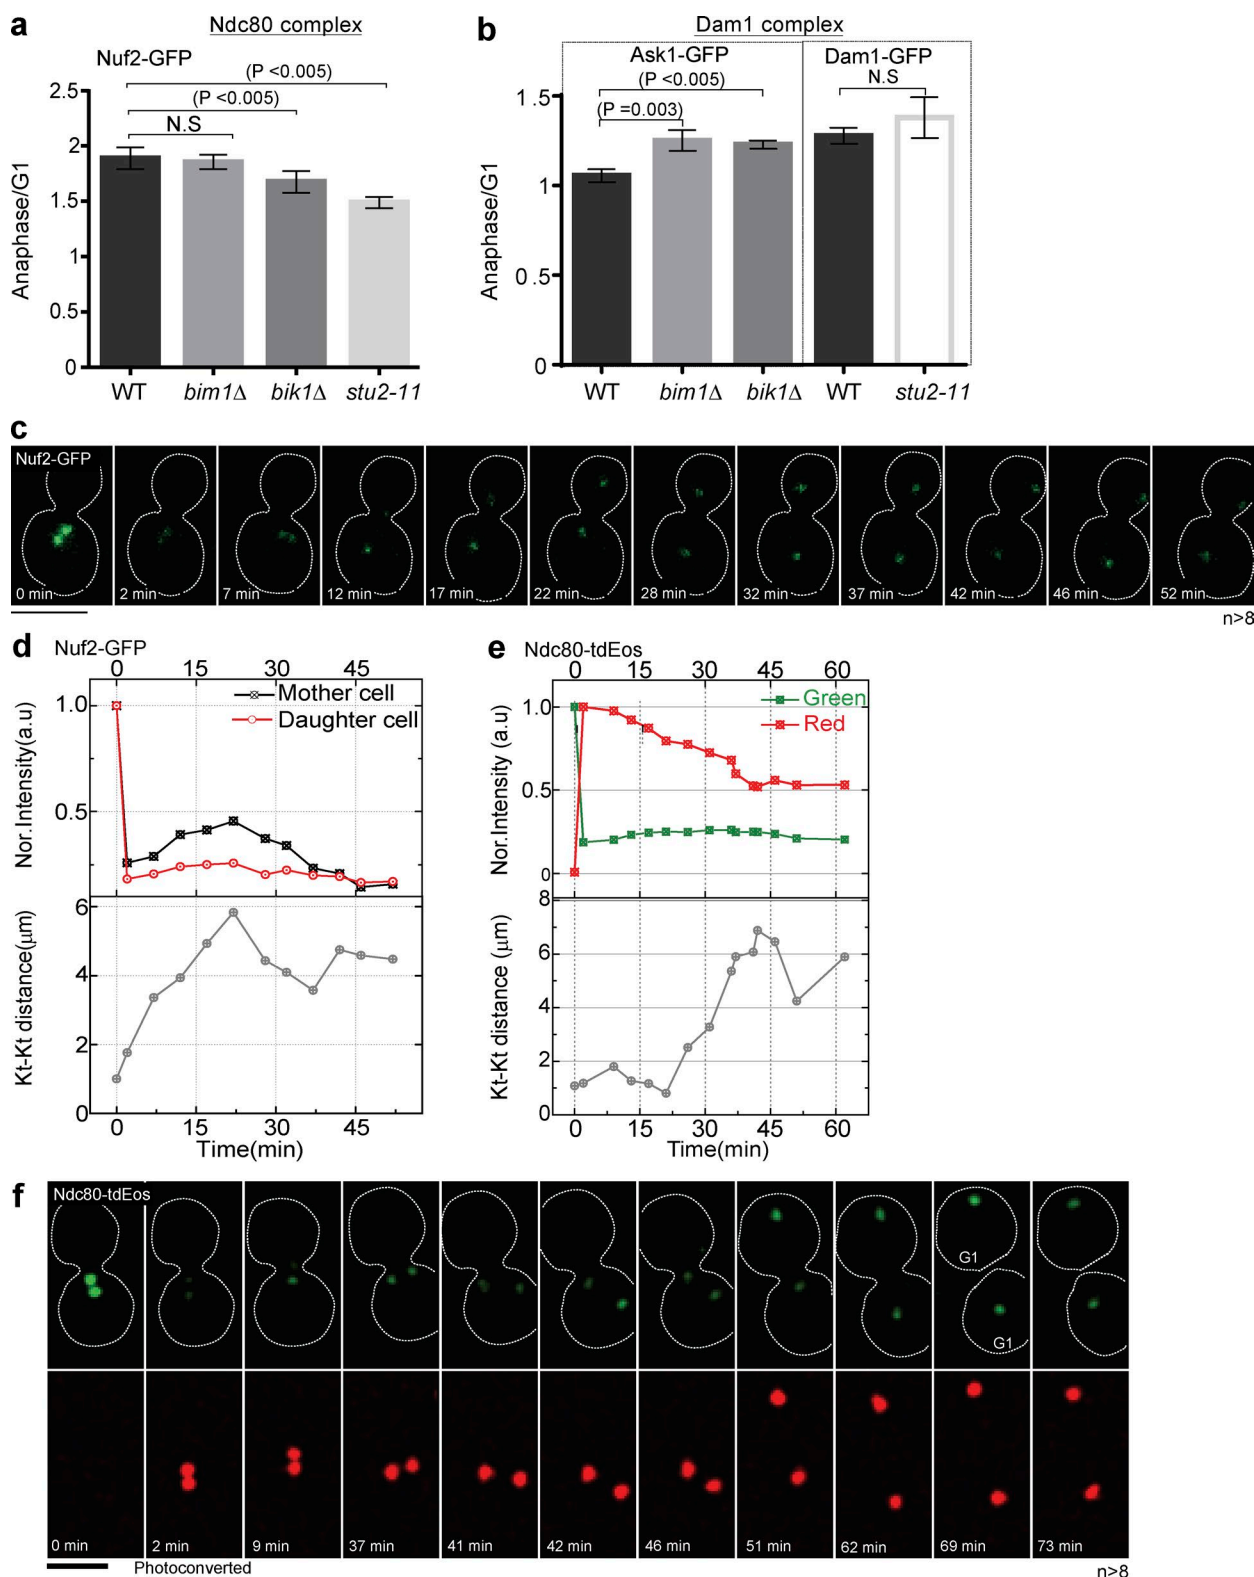 a
Ndc80 complex
Nuf2-GFP
(P <0.005)
(P <0.005)
N.S
2.5
2
1.5
1
0.5
0
Anaphase/G1
WT bim1Δ bik1Δ stu2-11
b
Dam1 complex
Ask1-GFP Dam1-GFP
(P <0.005) N.S
(P =0.003)
1.5
1
0.5
0
Anaphase/G1
WT bim1Δ bik1Δ WT stu2-11
c
Nuf2-GFP
0 min 2 min 7 min 12 min 17 min 22 min 28 min 32 min 37 min 42 min 46 min 52 min
n>8
d
Nuf2-GFP
0 15 30 45
Mother cell
Daughter cell
1.0
0.5
Nor.Intensity(a.u)
6
4
2
0
Kt-Kt distance(μm)
0 15 30 45
Time(min)
e
Ndc80-tdEos
0 15 30 45 60
Green
Red
1.0
0.5
0
Nor.Intensity (a.u)
8
6
4
2
0
Kt-Kt distance (μm)
0 15 30 45 60
Time(min)
f
Ndc80-tdEos
G1
G1
0 min 2 min 9 min 37 min 41 min 42 min 46 min 51 min 62 min 69 min 73 min
Photoconverted
n>8